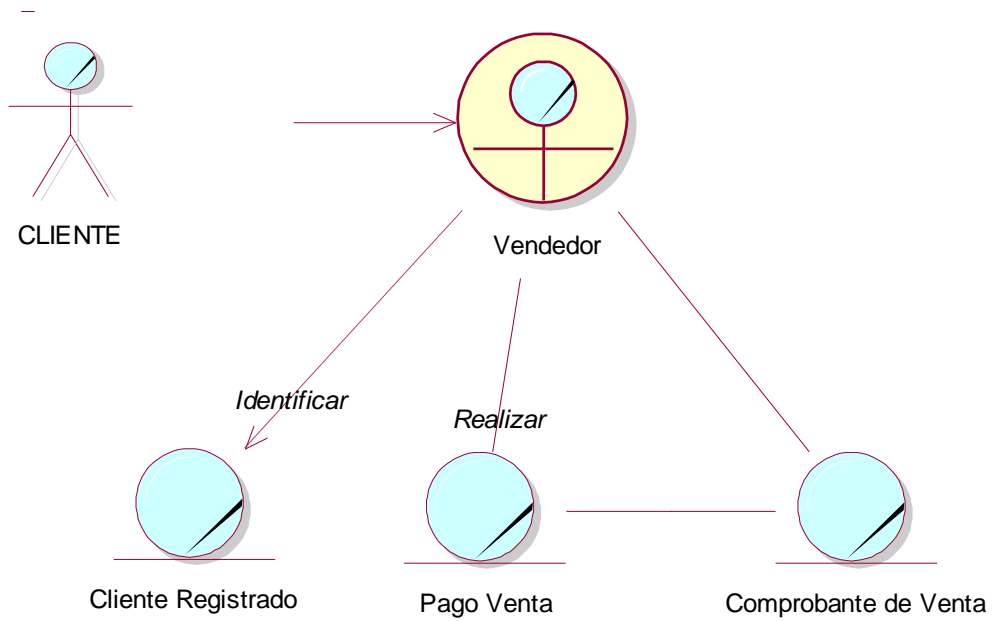 CLIENTE
Vendedor
Identificar
Realizar
Cliente Registrado
Pago Venta
Comprobante de Venta